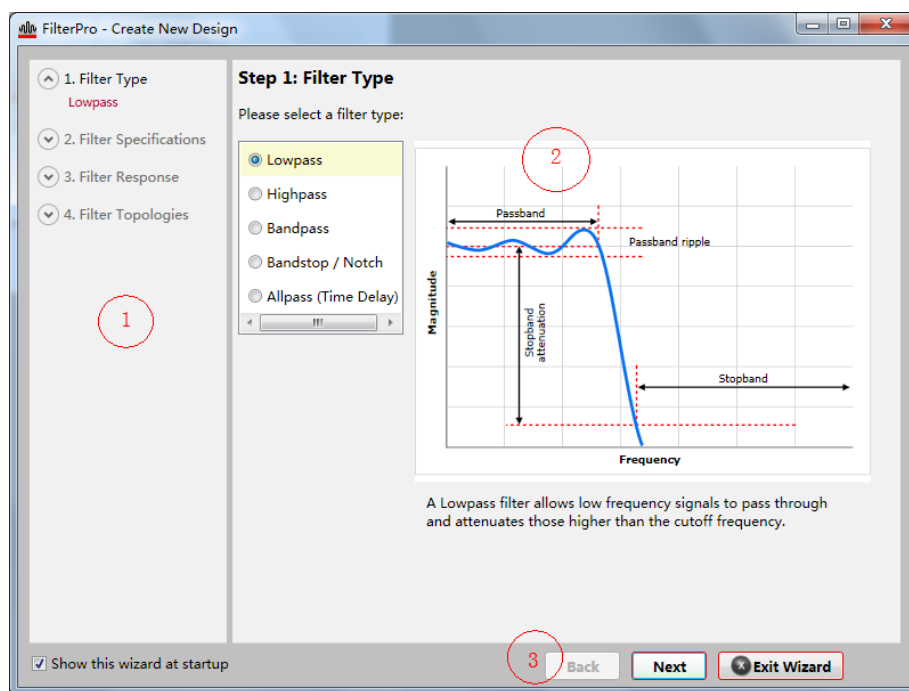 FilterPro - Create New Design
1. Filter Type
Lowpass
2. Filter Specifications
3. Filter Response
4. Filter Topologies
1
Step 1: Filter Type
Please select a filter type:
Lowpass
Highpass
Bandpass
Bandstop / Notch
Allpass (Time Delay)
2
Passband
Passband ripple
Magnitude
Stopband
attenuation
Stopband
Frequency
A Lowpass filter allows low frequency signals to pass through
and attenuates those higher than the cutoff frequency.
Show this wizard at startup
3
Back
Next
Exit Wizard